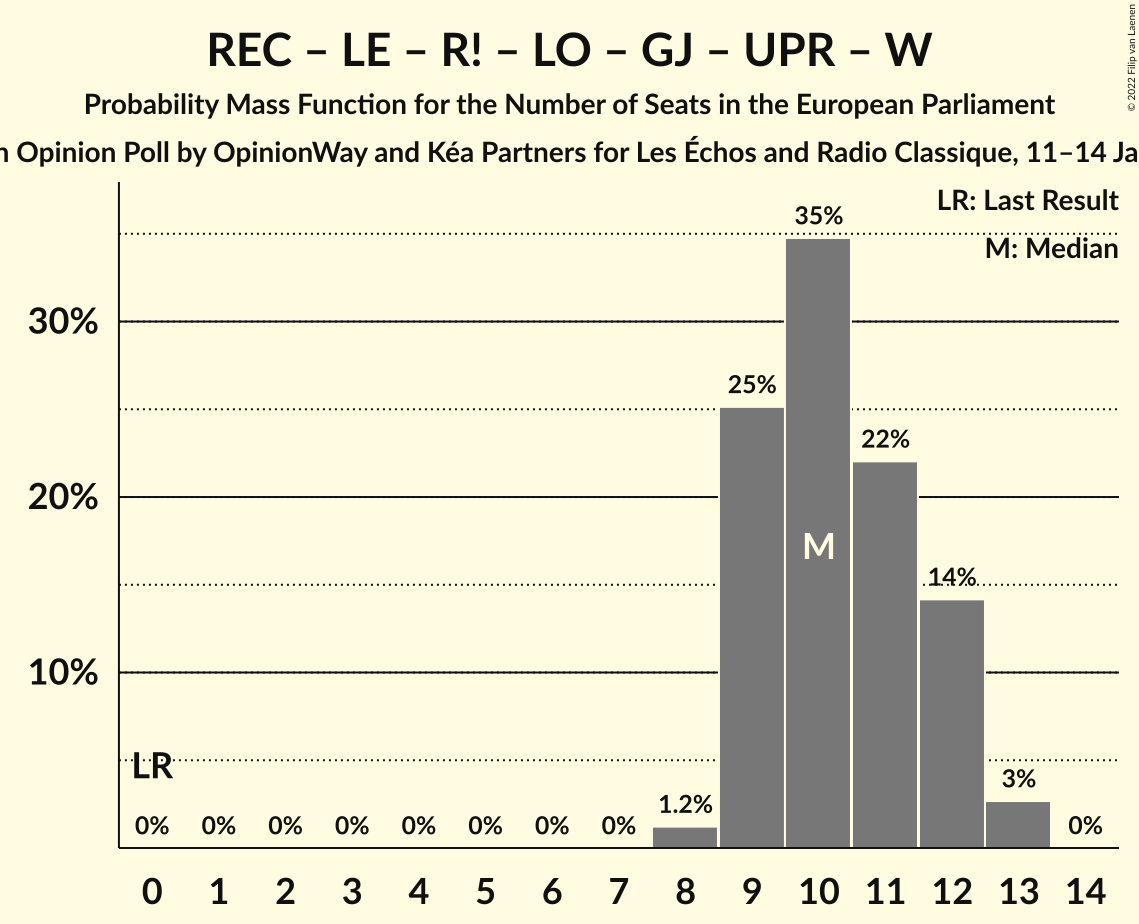 REC – LE – R! – LO – GJ – UPR – W
Probability Mass Function for the Number of Seats in the European Parliament
n Opinion Poll by OpinionWay and Kéa Partners for Les Échos and Radio Classique, 11–14 Ja
© 2022 Filip van Laenen
LR: Last Result
M: Median
35%
30%
25%
22%
20%
M
14%
10%
LR
3%
1.2%
0% 0% 0% 0% 0% 0% 0% 0% 0%
0 1 2 3 4 5 6 7 8 9 10 11 12 13 14